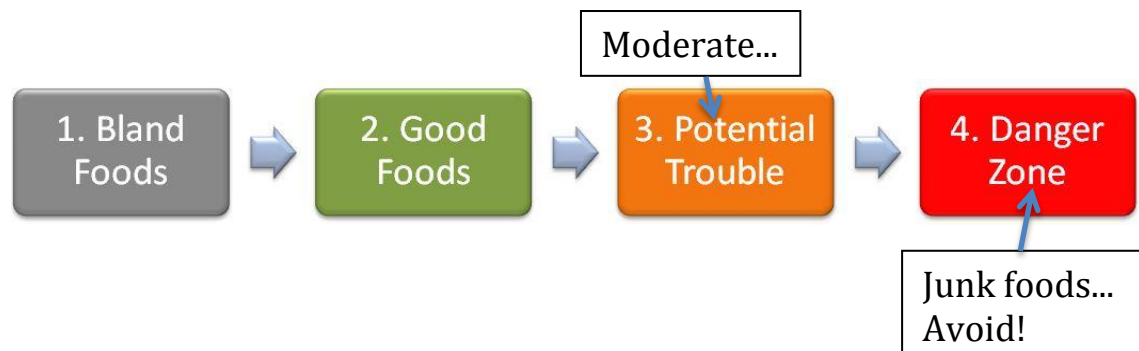 Moderate...
1. Bland
Foods
2. Good
Foods
3. Potential
Trouble
4. Danger
Zone
Junk foods...
Avoid!